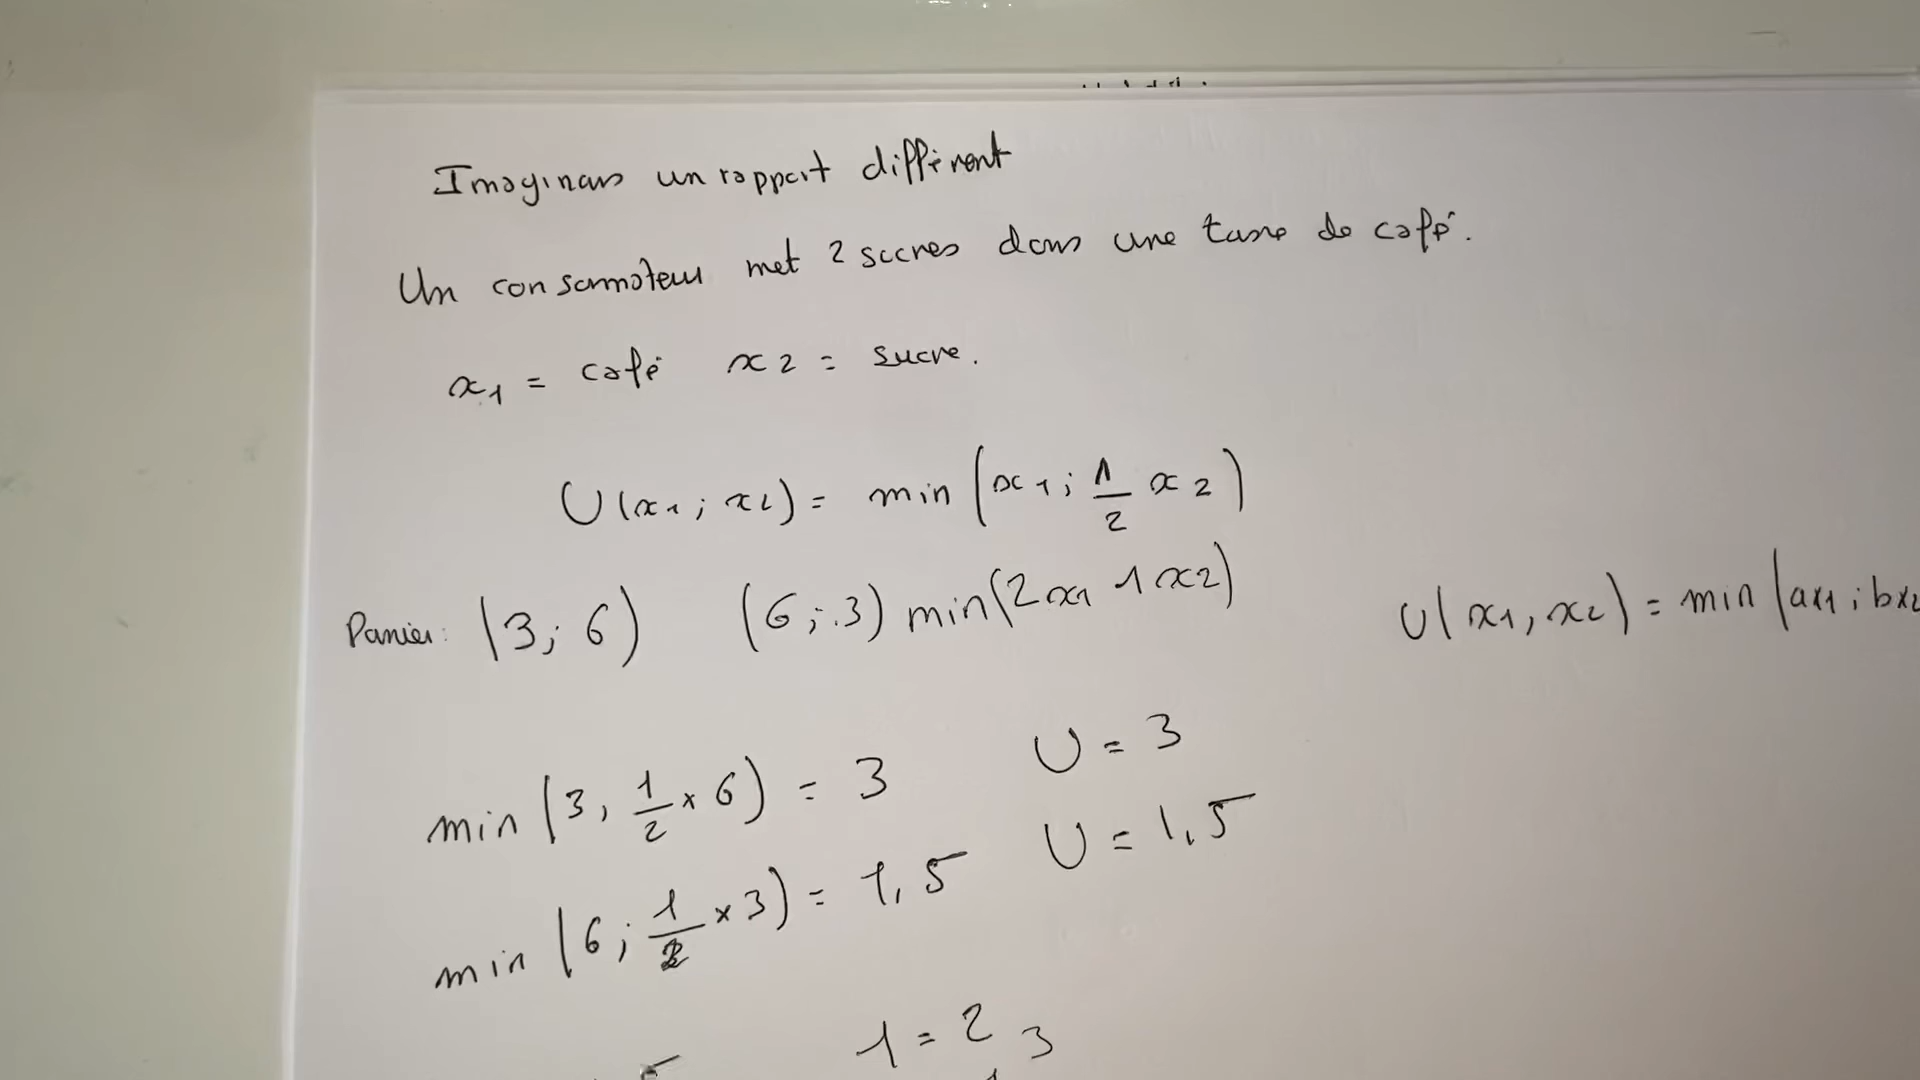 Imaginons un rapport différent
Un consommateur met 2 sucres dans une tasse de café.
x1 = café x2 = sucre.
U(x1; x2) = min (x1; 1/2 x2)
Panier: (3; 6) (6; 3) min(2x1 1x2)
U(x1, x2) = min (ax1; bx2
min (3, 1/2 × 6) = 3 U = 3
min (6; 1/2 × 3) = 1,5 U = 1,5
1 = 2 3